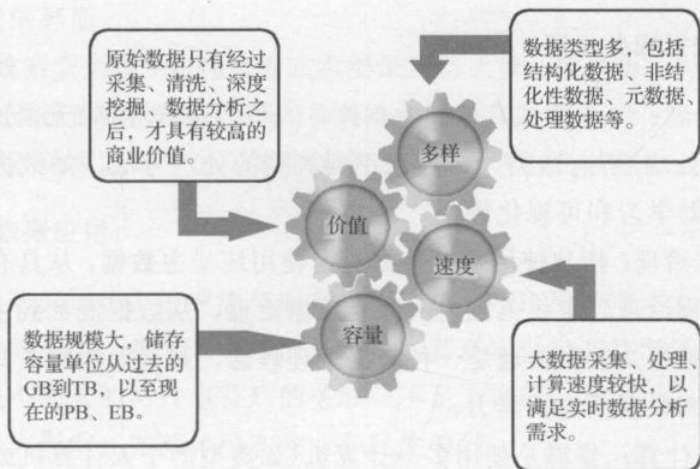 原始数据只有经过
采集、清洗、深度
挖掘、数据分析之
后，才具有较高的
商业价值。
数据类型多，包括
结构化数据、非结
化性数据、元数据、
处理数据等。
多样
价值
速度
容量
数据规模大，储存
容量单位从过去的
GB到TB、以至现
在的PB、EB。
大数据采集、处理、
计算速度较快，以
满足实时数据分析
需求。